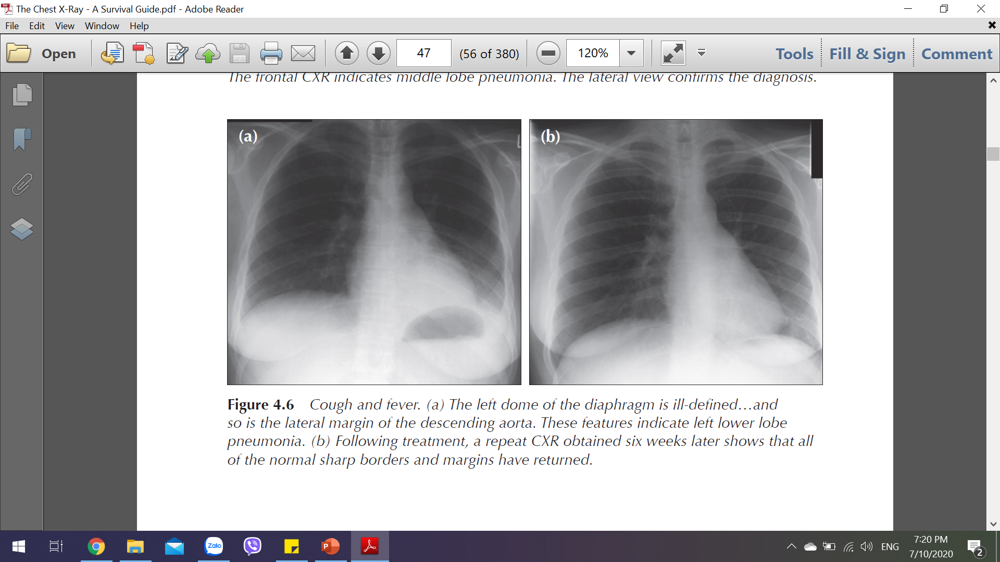 The Chest X-Ray - A Survival Guide.pdf - Adobe Reader
File Edit View Window Help
Open
47
(56 of 380)
120%
Tools
Fill & Sign
Comment
The frontal CXR indicates middle lobe pneumonia. The lateral view confirms the diagnosis.
(a)
(b)
L
Figure 4.6 Cough and fever. (a) The left dome of the diaphragm is ill-defined…and
so is the lateral margin of the descending aorta. These features indicate left lower lobe
pneumonia. (b) Following treatment, a repeat CXR obtained six weeks later shows that all
of the normal sharp borders and margins have returned.
Zalo
P
ENG
7:20 PM
7/10/2020
2